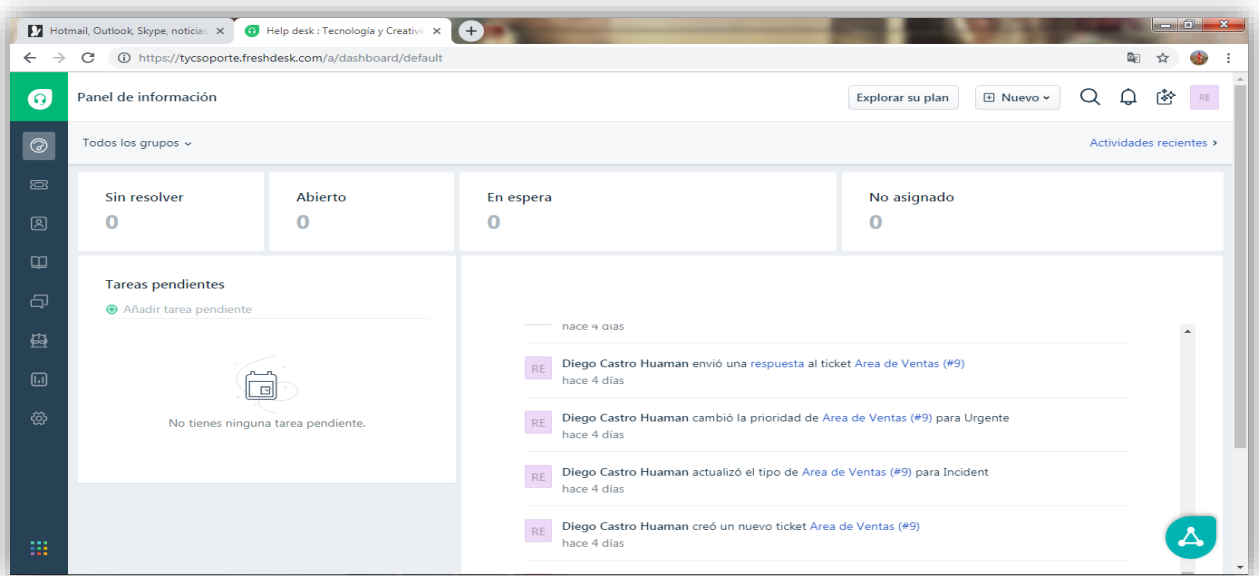 Hotmail, Outlook, Skype, noticias
Help desk : Tecnología y Creativi
https://tycsoporte.freshdesk.com/a/dashboard/default
Panel de información
Explorar su plan
Nuevo
RE
Todos los grupos
Actividades recientes
Sin resolver
0
Abierto
0
En espera
0
No asignado
0
Tareas pendientes
Añadir tarea pendiente
No tienes ninguna tarea pendiente.
hace 4 días
RE
Diego Castro Huaman envió una respuesta al ticket Area de Ventas (#9)
hace 4 días
RE
Diego Castro Huaman cambió la prioridad de Area de Ventas (#9) para Urgente
hace 4 días
RE
Diego Castro Huaman actualizó el tipo de Area de Ventas (#9) para Incident
hace 4 días
RE
Diego Castro Huaman creó un nuevo ticket Area de Ventas (#9)
hace 4 días